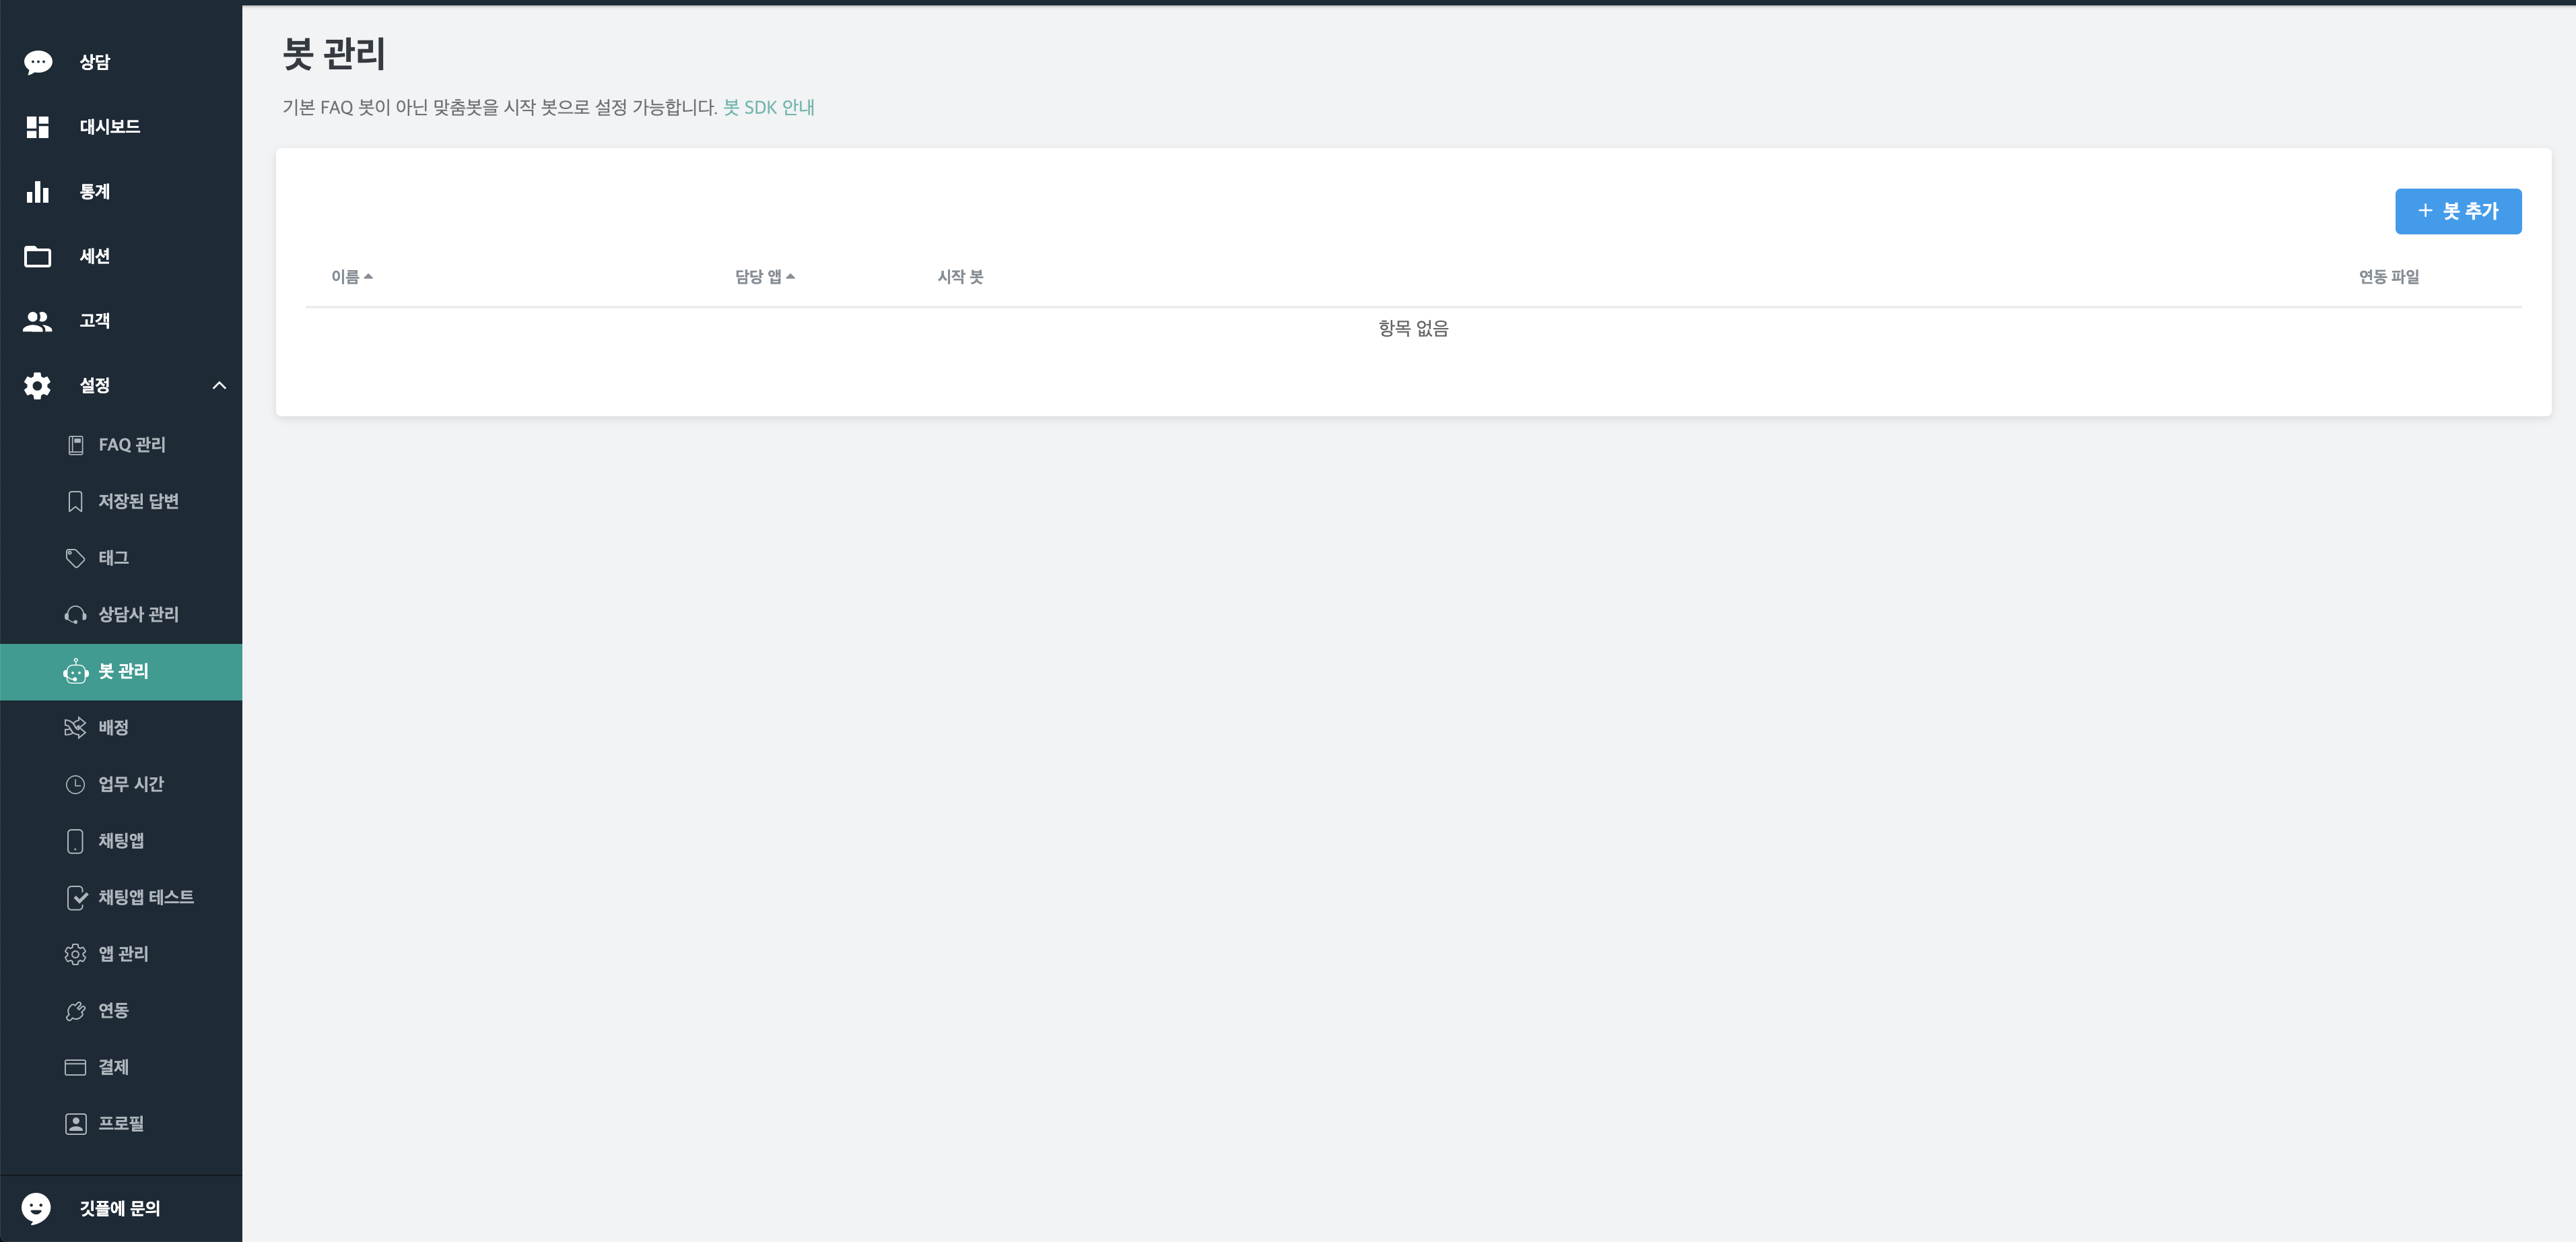 상담
대시보드
통계
세션
고객
설정
FAQ 관리
저장된 답변
태그
상담사 관리
봇 관리
배정
업무 시간
채팅앱
채팅앱 테스트
앱 관리
연동
결제
프로필
깃플에 문의
봇 관리
기본 FAQ 봇이 아닌 맞춤봇을 시작 봇으로 설정 가능합니다. 봇 SDK 안내
+ 봇 추가
이름 담당 앱 시작 봇 연동 파일
항목 없음